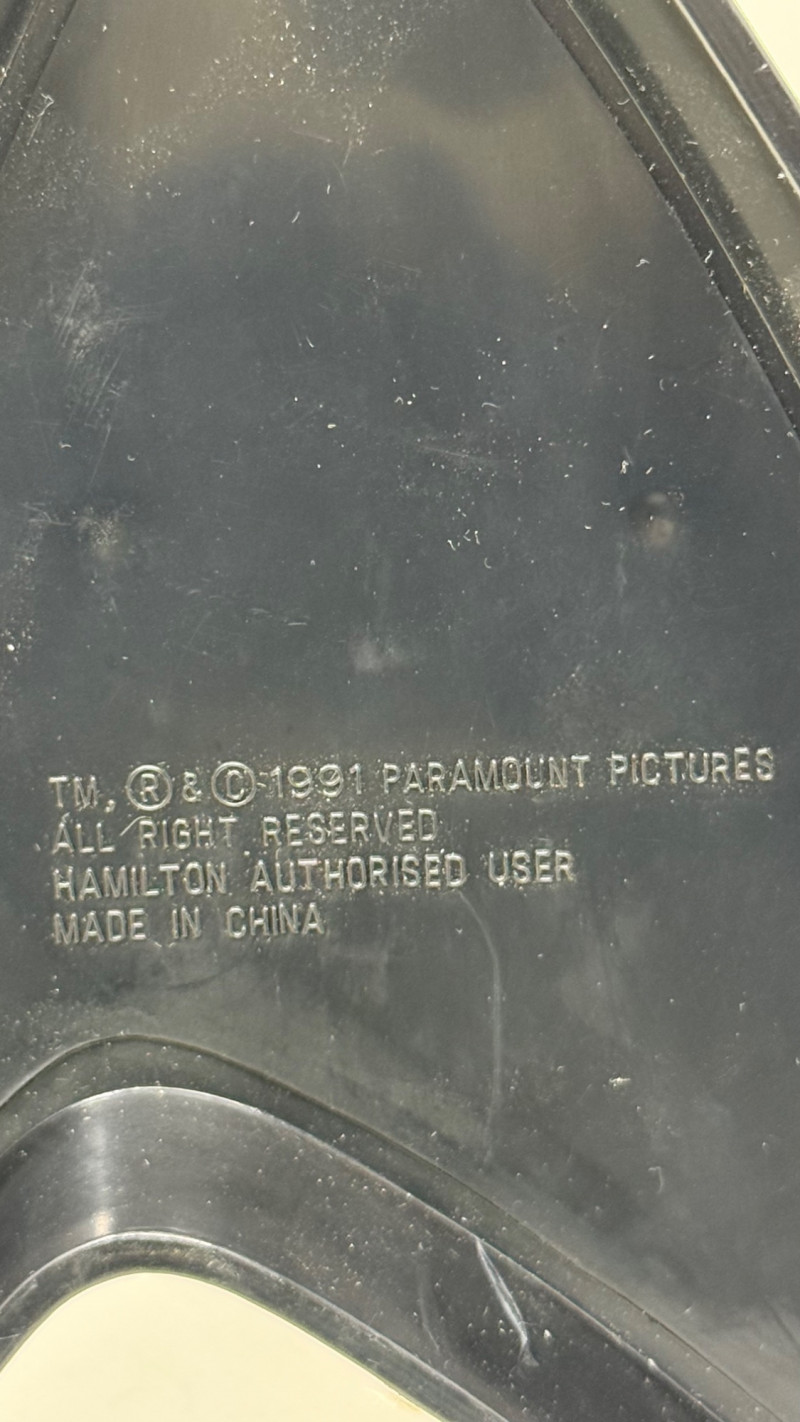 TM, ® & © 1991 PARAMOUNT PICTURES
ALL RIGHT RESERVED
HAMILTON AUTHORISED USER
MADE IN CHINA